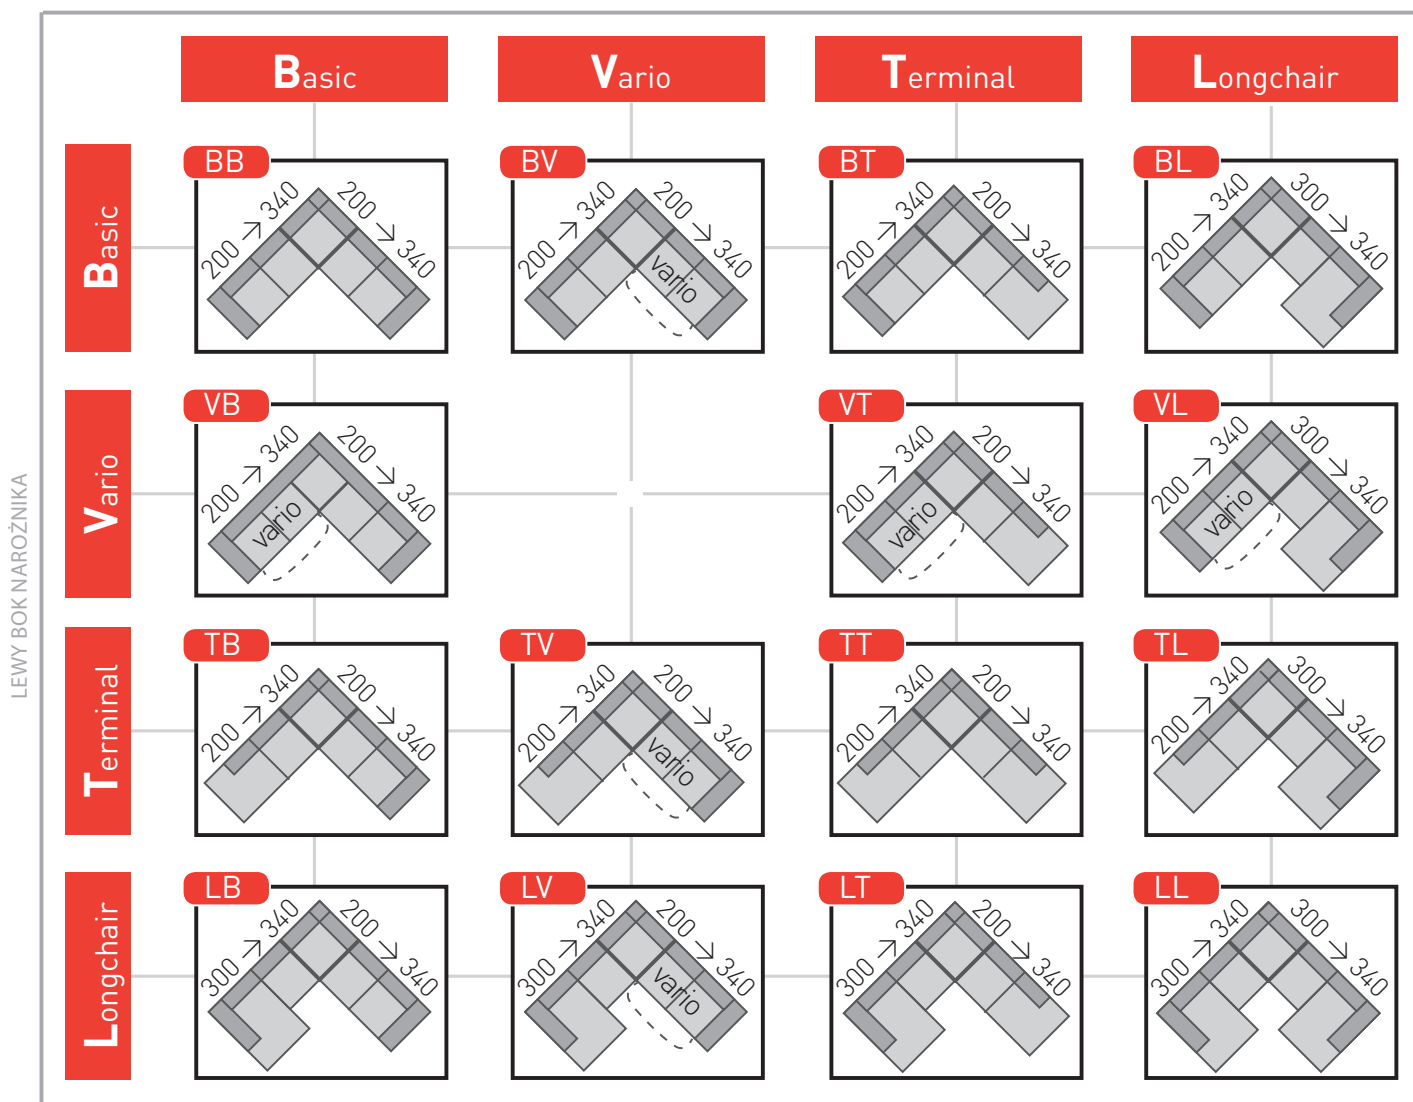 Basic
Vario
Terminal
Longchair
LEWY BOK NAROŻNIKA
Basic
BB
200 → 340
200 → 340
BV
200 → 340
200 → 340
vario
BT
200 → 340
200 → 340
BL
200 → 340
300 → 340
Vario
VB
200 → 340
200 → 340
vario
VT
200 → 340
200 → 340
vario
VL
200 → 340
300 → 340
vario
Terminal
TB
200 → 340
200 → 340
TV
200 → 340
200 → 340
vario
TT
200 → 340
200 → 340
TL
200 → 340
300 → 340
Longchair
LB
300 → 340
200 → 340
LV
300 → 340
200 → 340
vario
LT
300 → 340
200 → 340
LL
300 → 340
300 → 340